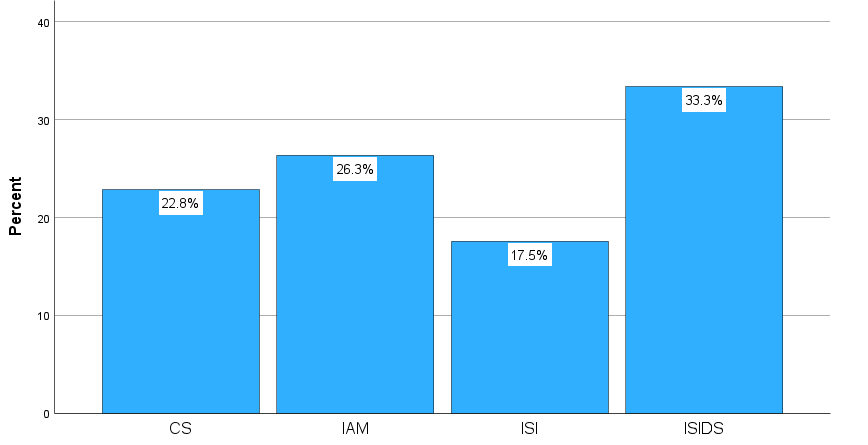 40
30
20
10
0
Percent
22.8%
26.3%
17.5%
33.3%
CS
IAM
ISI
ISIDS